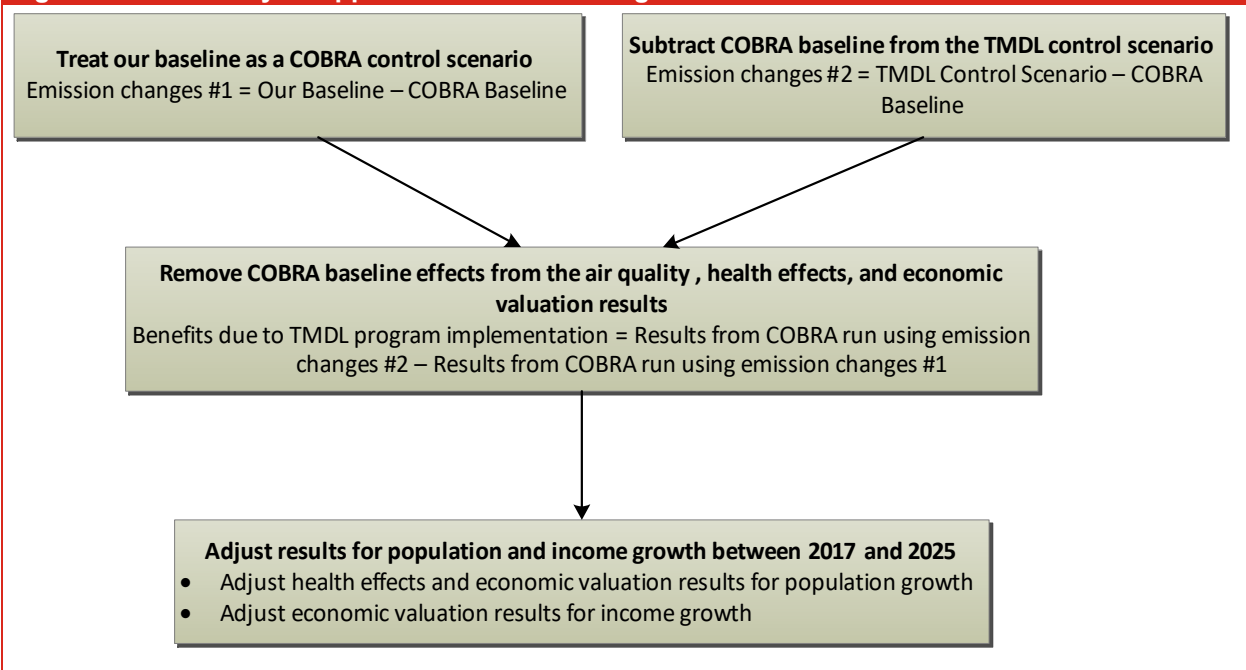 Treat our baseline as a COBRA control scenario
Emission changes #1 = Our Baseline – COBRA Baseline
Subtract COBRA baseline from the TMDL control scenario
Emission changes #2 = TMDL Control Scenario – COBRA
Baseline
Remove COBRA baseline effects from the air quality , health effects, and economic
valuation results
Benefits due to TMDL program implementation = Results from COBRA run using emission
changes #2 – Results from COBRA run using emission changes #1
Adjust results for population and income growth between 2017 and 2025
• Adjust health effects and economic valuation results for population growth
• Adjust economic valuation results for income growth